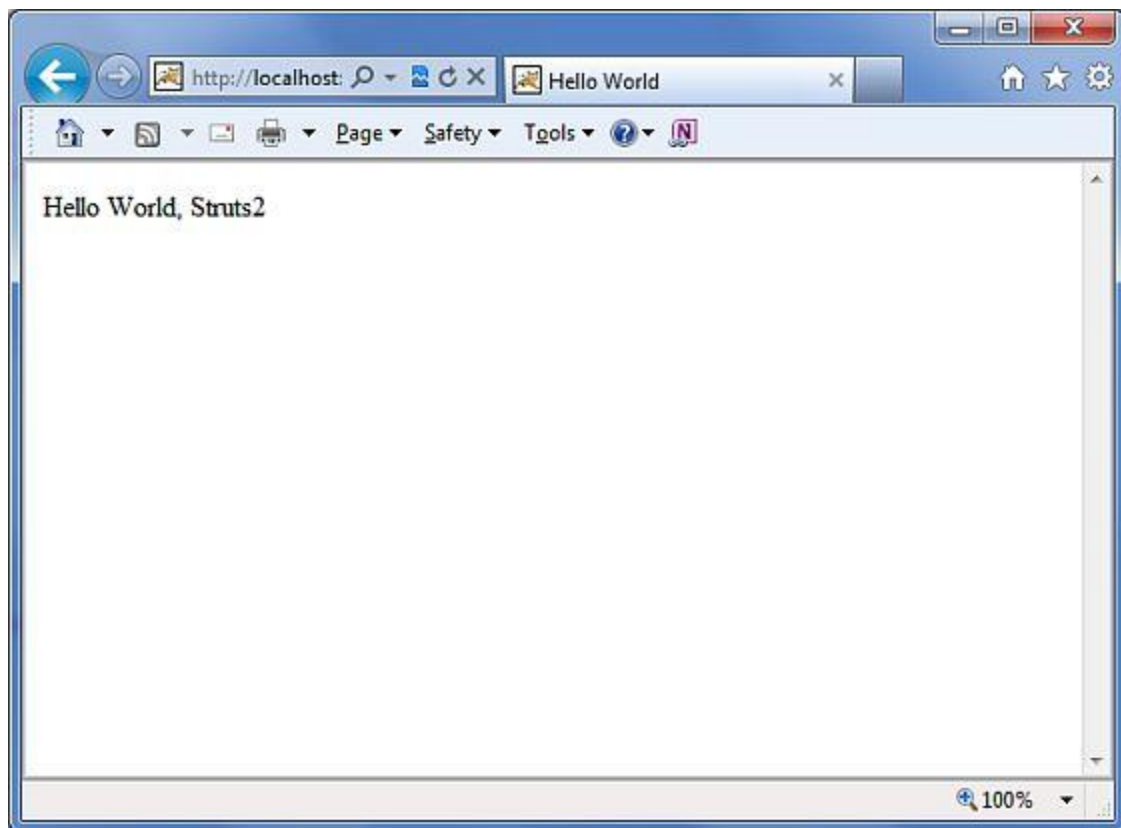 http://localhost:
Hello World
Page
Safety
Tools
Hello World, Struts2
100%